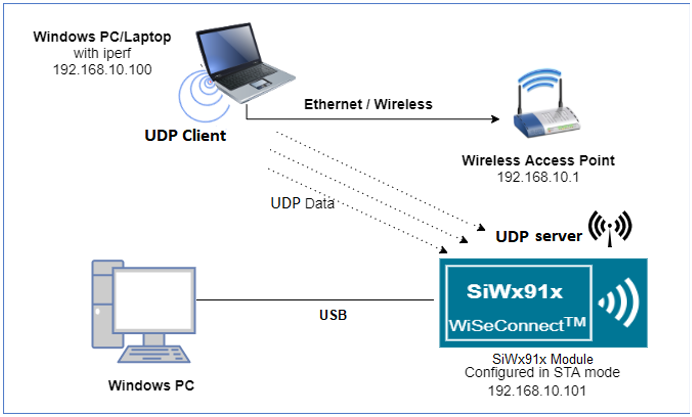 Windows PC/Laptop
with iperf
192.168.10.100
UDP Client
Ethernet / Wireless
Wireless Access Point
192.168.10.1
UDP Data
UDP server
SiWx91x
WiSeConnect™
USB
SiWx91x Module
Configured in STA mode
192.168.10.101
Windows PC